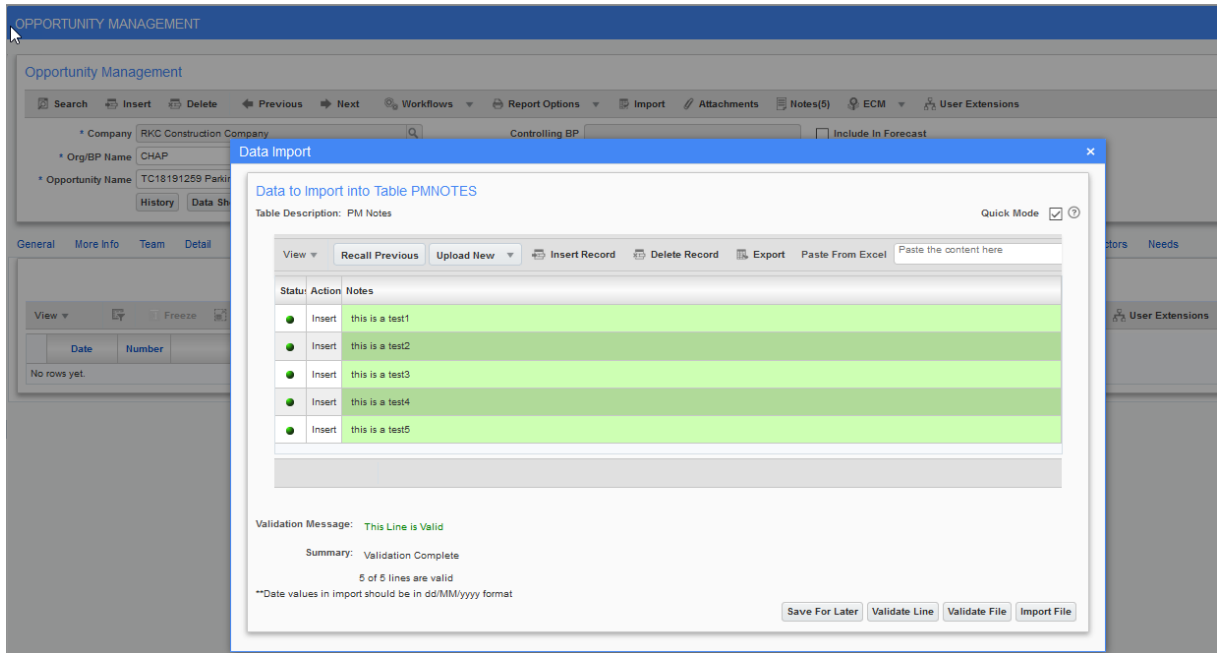 OPPORTUNITY MANAGEMENT
Opportunity Management
Search Insert Delete Previous Next Workflows Report Options Import Attachments Notes(5) ECM User Extensions
* Company RKC Construction Company Controlling BP Include In Forecast
* Org/BP Name CHAP
* Opportunity Name TC18191259
History Data
General More Info Team Detail Needs
View Freeze User Extensions
Date Number
No rows yet.
Data Import ×
Data to Import into Table PMNOTES
Table Description: PM Notes Quick Mode ?
View Recall Previous Upload New Insert Record Delete Record Export Paste From Excel Paste the content here
Status Action Notes
Insert this is a test1
Insert this is a test2
Insert this is a test3
Insert this is a test4
Insert this is a test5
Validation Message: This Line is Valid
Summary: Validation Complete
5 of 5 lines are valid
**Date values in import should be in dd/MM/yyyy format
Save For Later Validate Line Validate File Import File